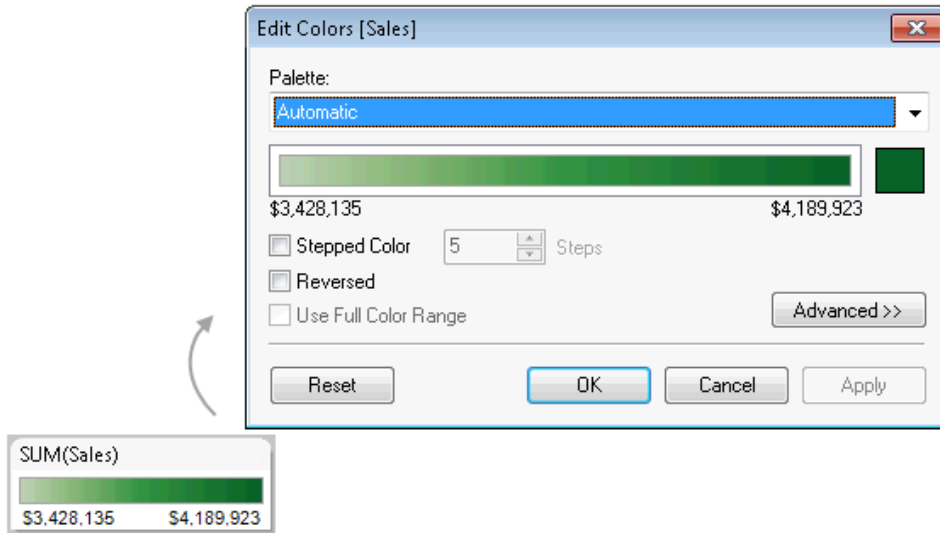 Edit Colors [Sales]
Palette:
Automatic
$3,428,135 $4,189,923
Stepped Color 5 Steps
Reversed
Use Full Color Range
Advanced >>
Reset OK Cancel Apply
SUM(Sales)
$3,428,135 $4,189,923